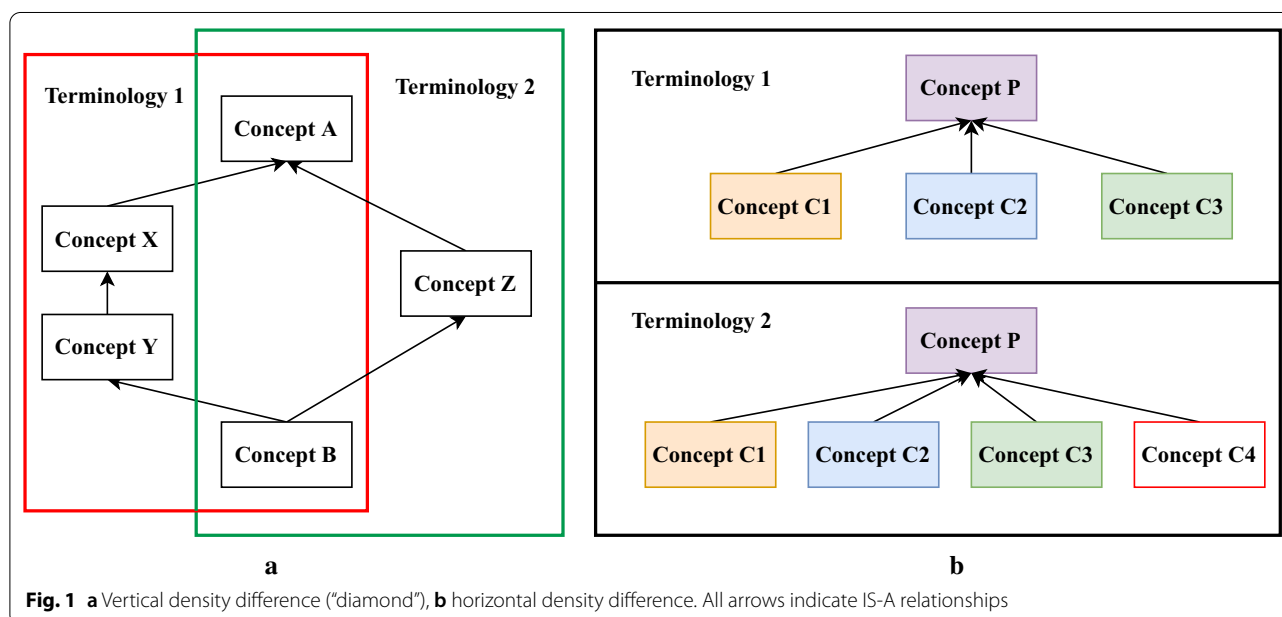 Terminology 1
Terminology 2
Concept A
Concept X
Concept Z
Concept Y
Concept B
a
Terminology 1
Concept P
Concept C1
Concept C2
Concept C3
Terminology 2
Concept P
Concept C1
Concept C2
Concept C3
Concept C4
b
Fig. 1 a Vertical density difference (“diamond”), b horizontal density difference. All arrows indicate IS-A relationships